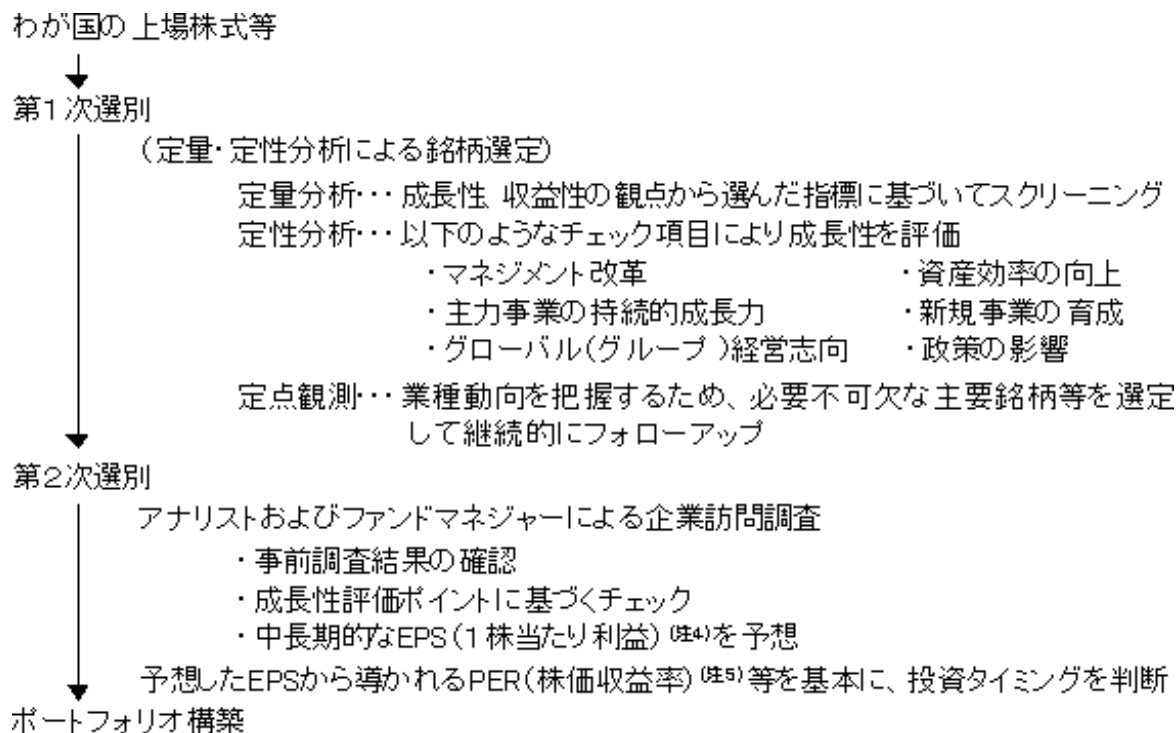 わが国の上場株式等
第1次選別
(定量・定性分析による銘柄選定)
定量分析・・・成長性、収益性の観点から選んだ指標に基づいてスクリーニング
定性分析・・・以下のようなチェック項目により成長性を評価
・マネジメント改革 ・資産効率の向上
・主力事業の持続的成長力 ・新規事業の育成
・グローバル(グループ)経営志向 ・政策の影響
定点観測・・・業種動向を把握するため、必要不可欠な主要銘柄等を選定
して継続的にフォローアップ
第2次選別
アナリストおよびファンドマネジャーによる企業訪問調査
・事前調査結果の確認
・成長性評価ポイントに基づくチェック
・中長期的なEPS(1株当たり利益)(注4)を予想
予想したEPSから導かれるPER(株価収益率)(注5)等を基本に、投資タイミングを判断
ポートフォリオ構築